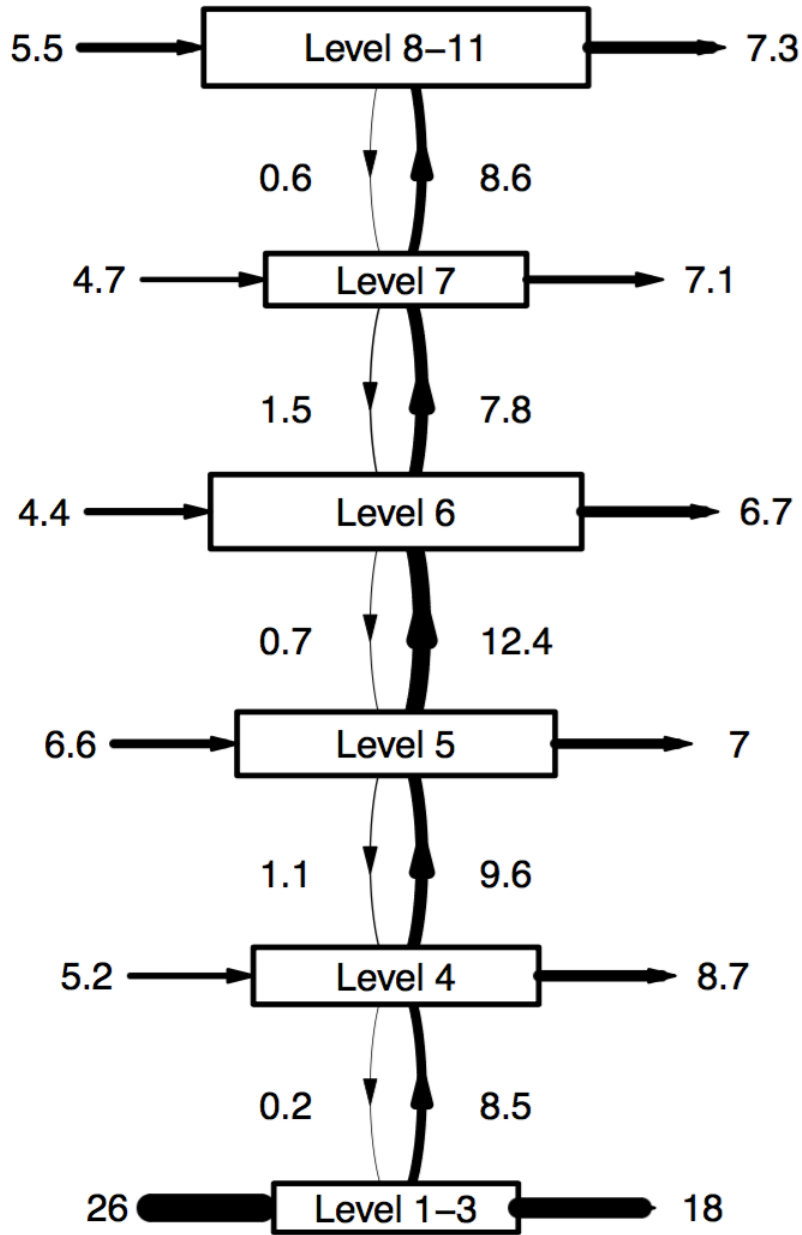 5.5 Level 8–11 7.3
0.6 8.6
4.7 Level 7 7.1
1.5 7.8
4.4 Level 6 6.7
0.7 12.4
6.6 Level 5 7
1.1 9.6
5.2 Level 4 8.7
0.2 8.5
26 Level 1–3 18